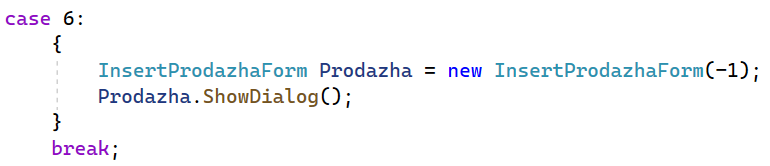 case 6:
    {
        InsertProdazhaForm Prodazha = new InsertProdazhaForm(-1);
        Prodazha.ShowDialog();
    }
    break;